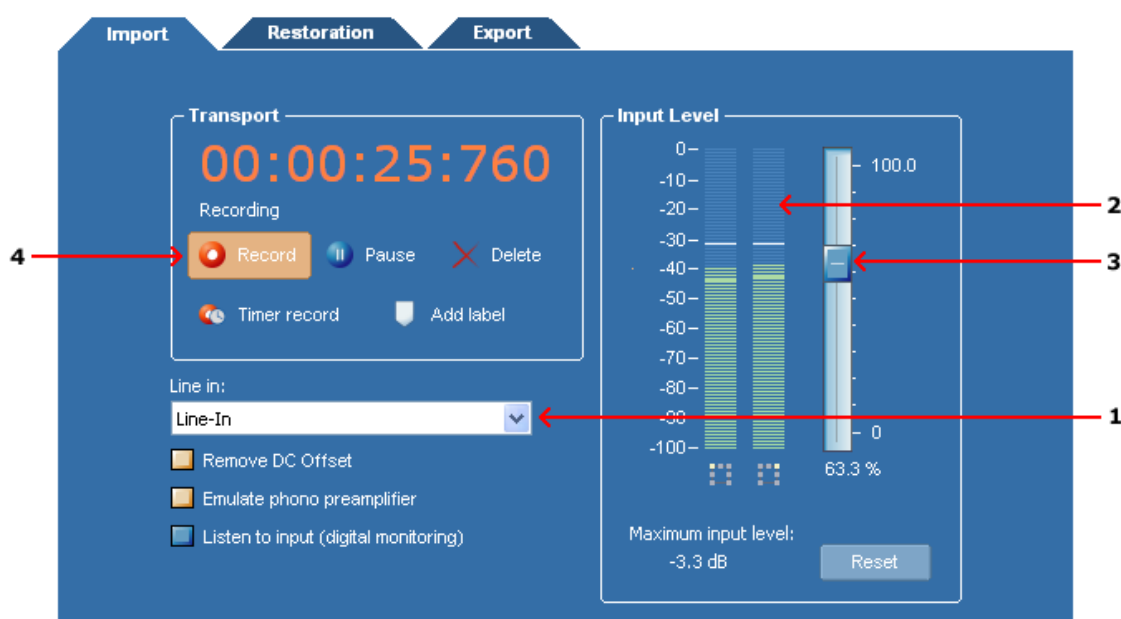 Import Restoration Export
Transport
00:00:25:760
Recording
Record Pause Delete
Timer record Add label
Line in:
Line-In
Remove DC Offset
Emulate phono preamplifier
Listen to input (digital monitoring)
Input Level
0
-10
-20
-30
-40
-50
-60
-70
-80
-90
-100
100.0
0
63.3 %
Maximum input level:
-3.3 dB Reset
4
2
3
1